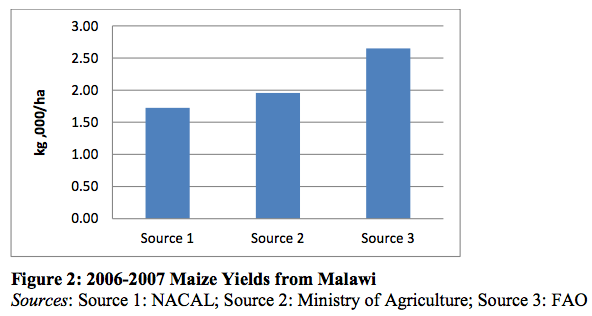 3.00
2.50
2.00
1.50
1.00
0.50
0.00
kg ,000/ha
Source 1 Source 2 Source 3
Figure 2: 2006-2007 Maize Yields from Malawi
Sources: Source 1: NACAL; Source 2: Ministry of Agriculture; Source 3: FAO